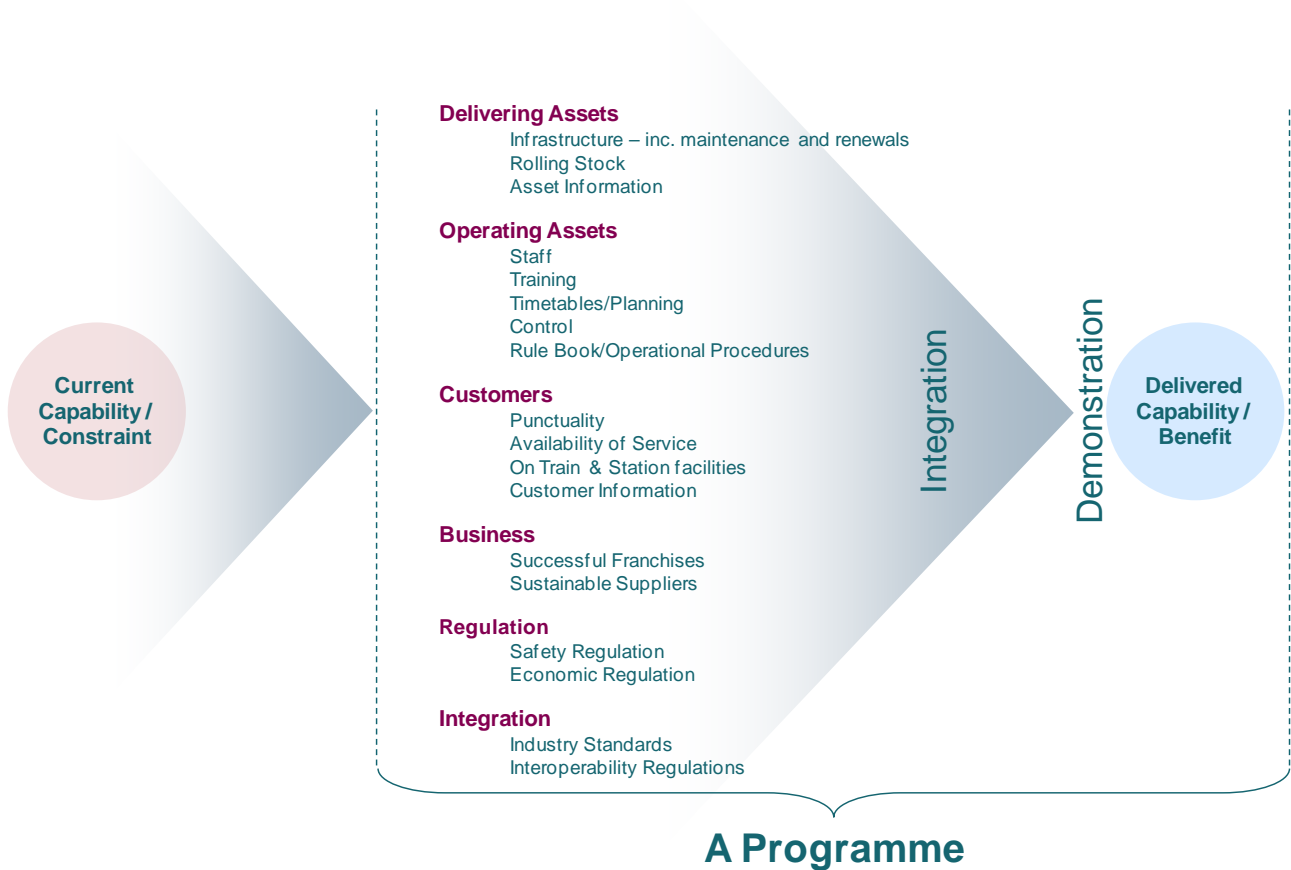 Delivering Assets
Infrastructure – inc. maintenance and renewals
Rolling Stock
Asset Information
Operating Assets
Staff
Training
Timetables/Planning
Control
Rule Book/Operational Procedures
Customers
Punctuality
Availability of Service
On Train & Station facilities
Customer Information
Business
Successful Franchises
Sustainable Suppliers
Regulation
Safety Regulation
Economic Regulation
Integration
Industry Standards
Interoperability Regulations
Current
Capability /
Constraint
Integration
Demonstration
Delivered
Capability /
Benefit
A Programme